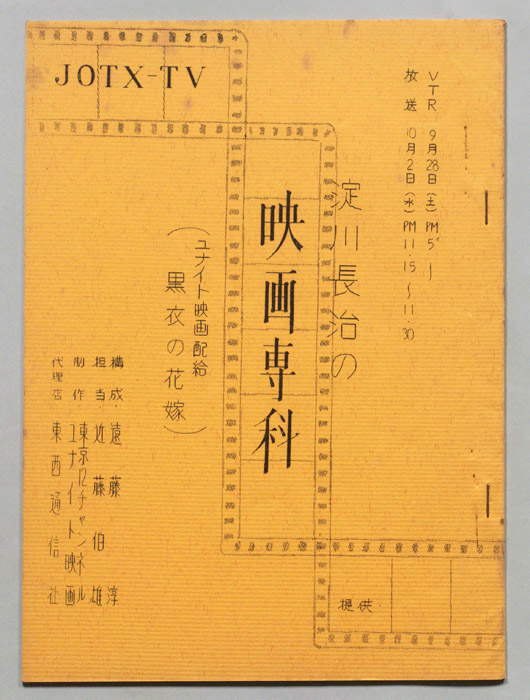 JOTX-TV
VTR 9月28日(土)PM5°〜
放送 10月2日(水)PM11.15〜11.30
淀川長治の
映画専科
ユナイト映画配給
(黒衣の花嫁)
構成・遠藤 淳
担当・近藤伯雄
制作・東京12チャンネル
ユナイト映画
代理店 東西通信社
提供・